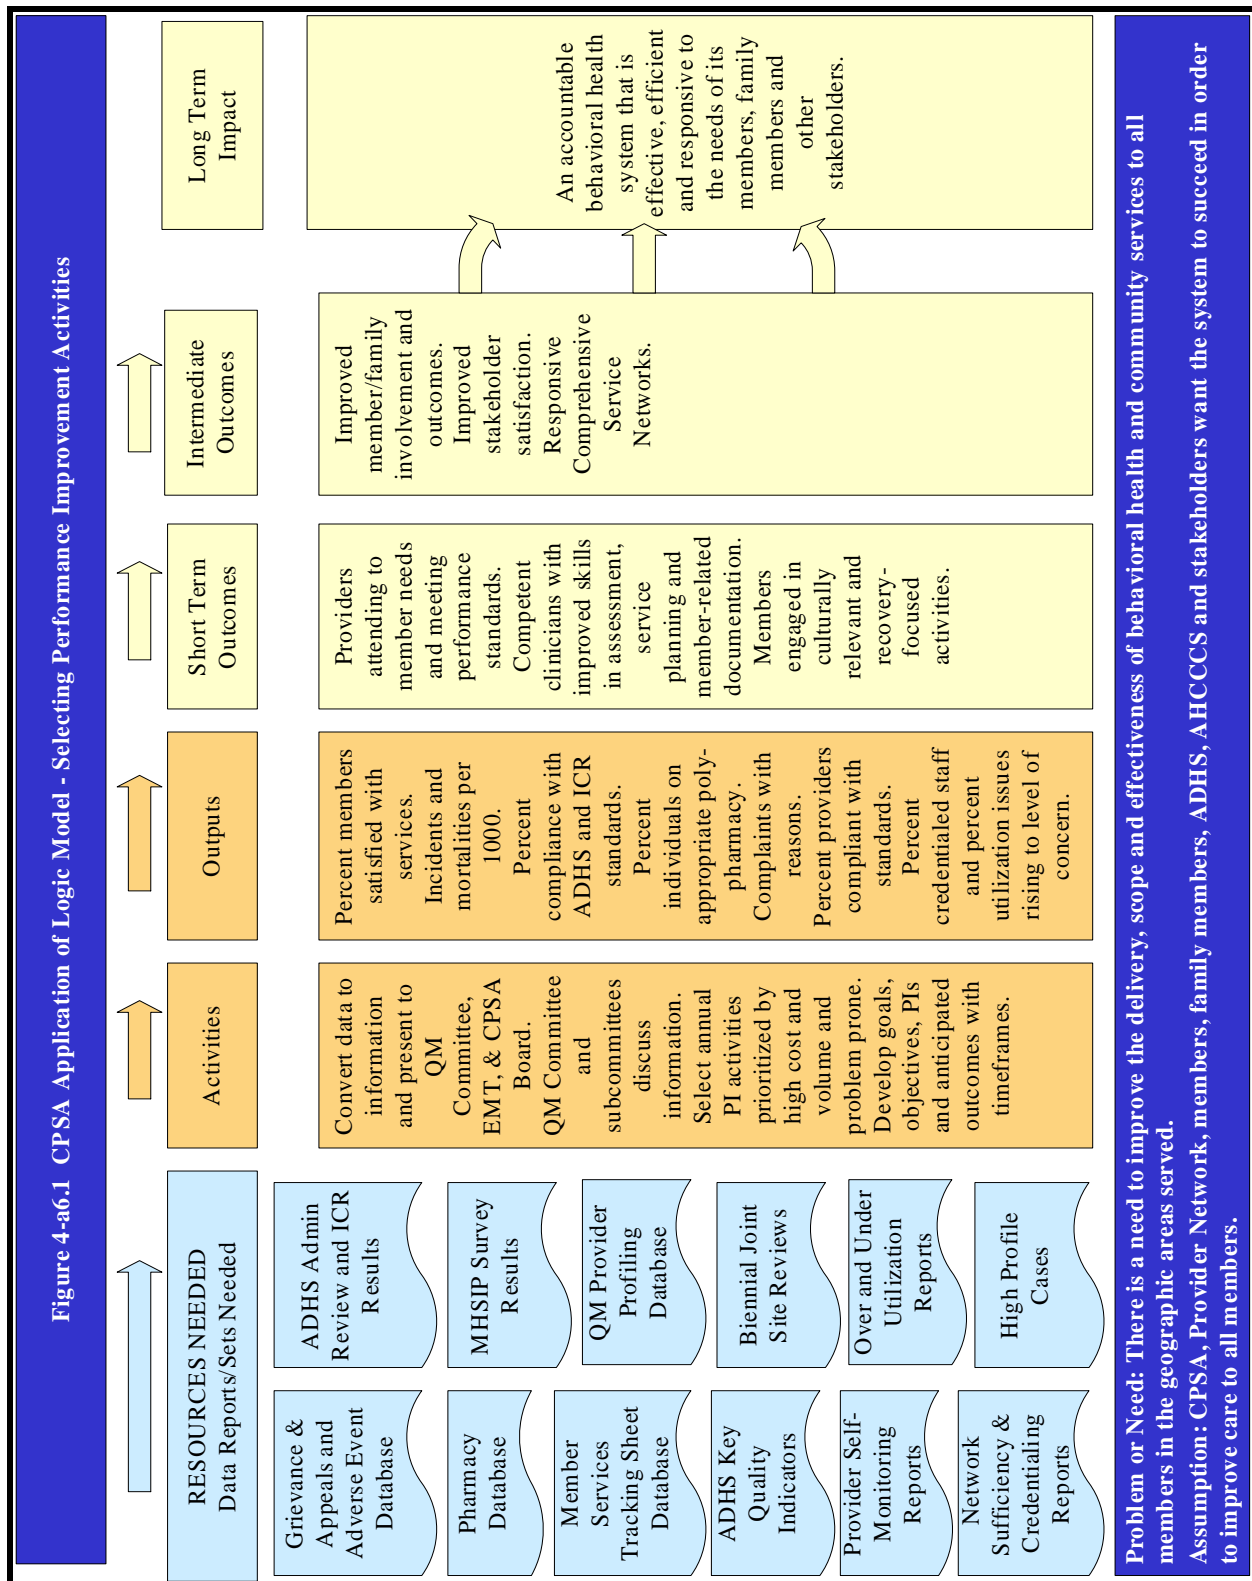 Figure 4-a6.1 CPSA Application of Logic Model - Selecting Performance Improvement Activities
RESOURCES NEEDED
Data Reports/Sets Needed
Activities
Outputs
Short Term
Outcomes
Intermediate
Outcomes
Long Term
Impact
Grievance &
Appeals and
Adverse Event
Database
ADHS Admin
Review and ICR
Results
Pharmacy
Database
MHSIP Survey
Results
Member
Services
Tracking Sheet
Database
QM Provider
Profiling
Database
ADHS Key
Quality
Indicators
Biennial Joint
Site Reviews
Provider Self-
Monitoring
Reports
Over and Under
Utilization
Reports
Network
Sufficiency &
Credentialing
Reports
High Profile
Cases
Convert data to
information
and present to
QM
Committee,
EMT, & CPSA
Board.
QM Committee
and
subcommittees
discuss
information.
Select annual
PI activities
prioritized by
high cost and
volume and
problem prone.
Develop goals,
objectives, PIs
and anticipated
outcomes with
timeframes.
Percent members
satisfied with
services.
Incidents and
mortalities per
1000.
Percent
compliance with
ADHS and ICR
standards.
Percent
individuals on
appropriate poly-
pharmacy.
Complaints with
reasons.
Percent providers
compliant with
standards.
Percent
credentialed staff
and percent
utilization issues
rising to level of
concern.
Providers
attending to
member needs
and meeting
performance
standards.
Competent
clinicians with
improved skills
in assessment,
service
planning and
member-related
documentation.
Members
engaged in
culturally
relevant and
recovery-
focused
activities.
Improved
member/family
involvement and
outcomes.
Improved
stakeholder
satisfaction.
Responsive
Comprehensive
Service
Networks.
An accountable
behavioral health
system that is
effective, efficient
and responsive to
the needs of its
members, family
members and
other
stakeholders.
Problem or Need: There is a need to improve the delivery, scope and effectiveness of behavioral health and community services to all
members in the geographic areas served.
Assumption: CPSA, Provider Network, members, family members, ADHS, AHCCCS and stakeholders want the system to succeed in order
to improve care to all members.